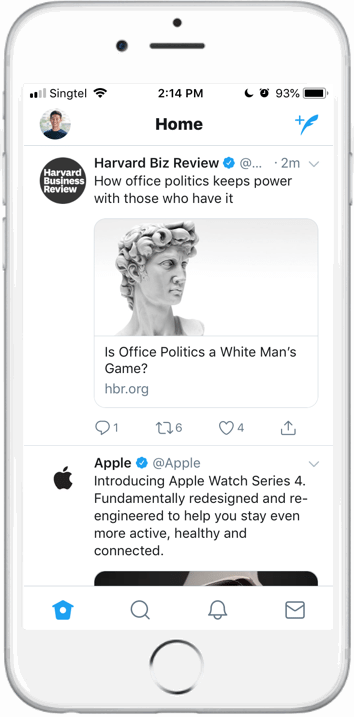 Singtel 2:14 PM 93%
Home
Harvard Business Review
Harvard Biz Review @... · 2m
How office politics keeps power
with those who have it
Is Office Politics a White Man's
Game?
hbr.org
1 6 4
Apple @Apple
Introducing Apple Watch Series 4.
Fundamentally redesigned and re-
engineered to help you stay even
more active, healthy and
connected.